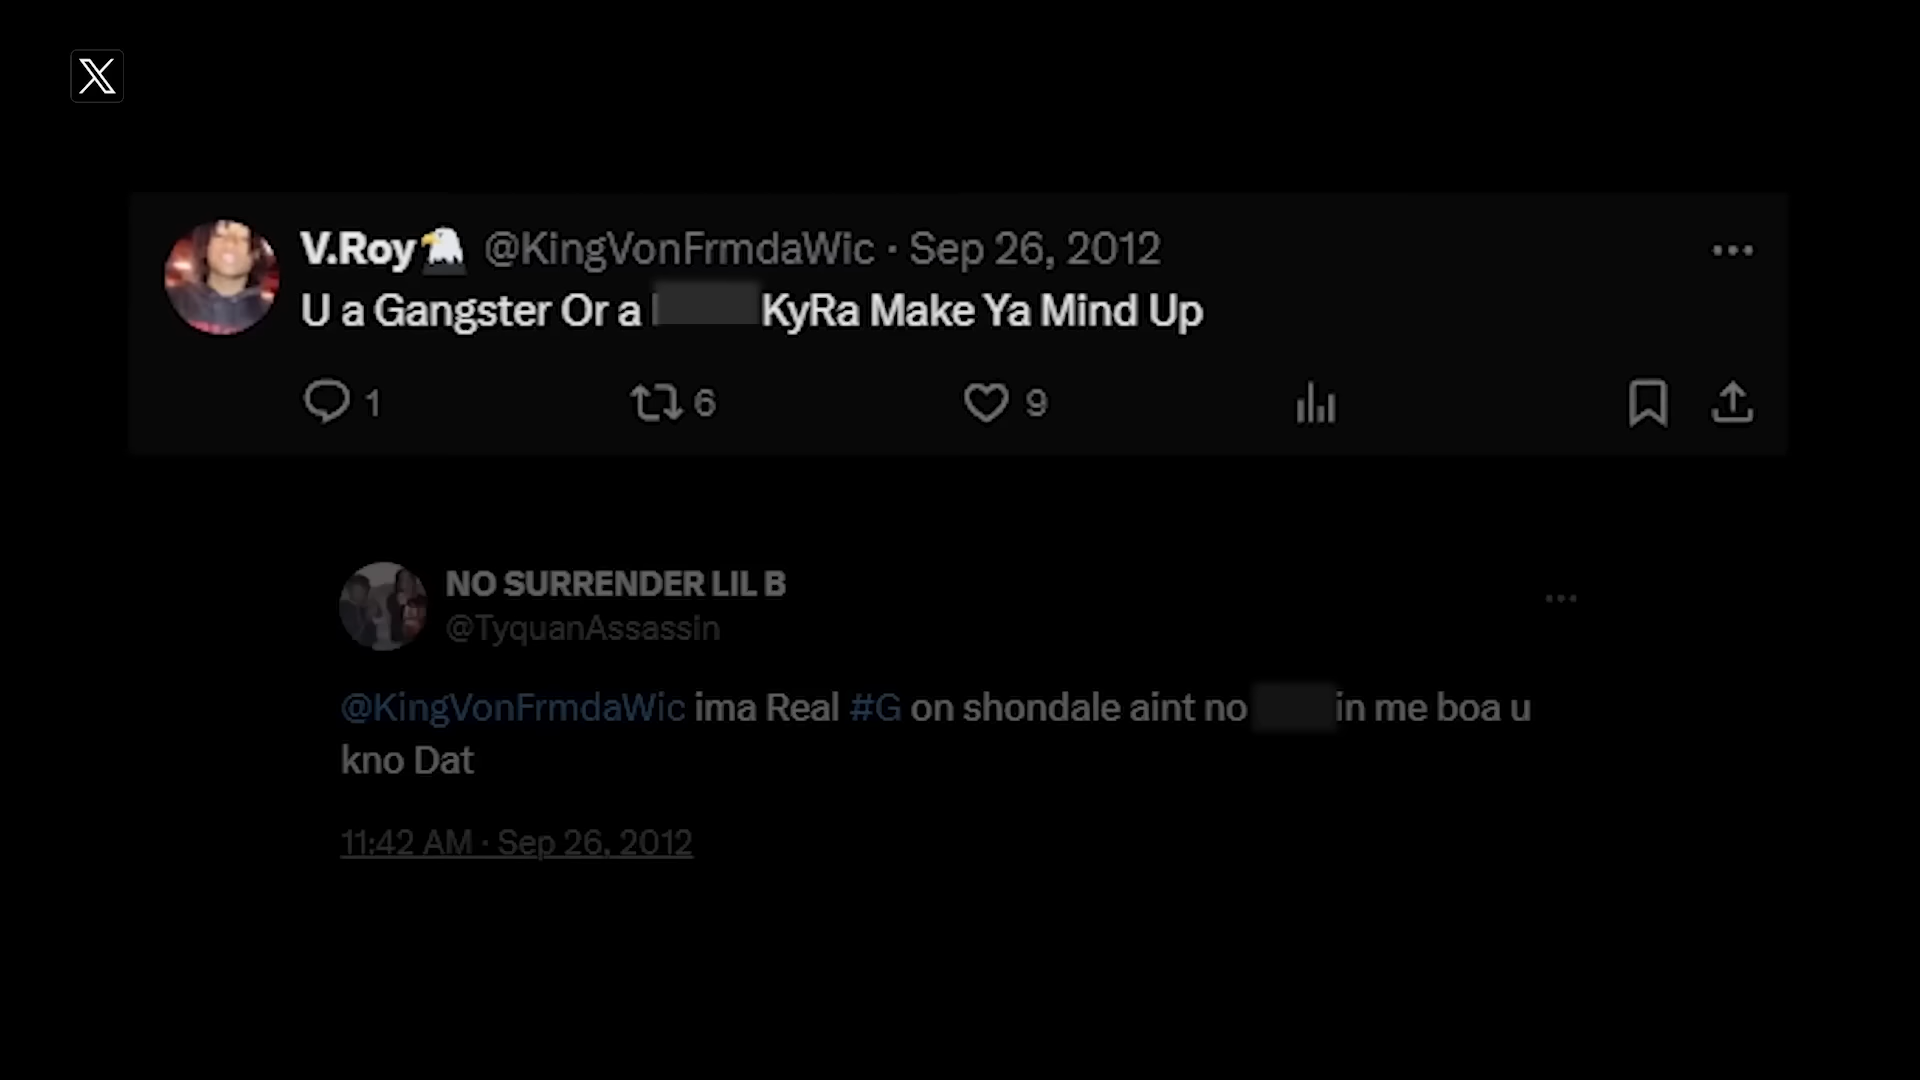 V.Roy🦅 @KingVonFrmdaWic · Sep 26, 2012
U a Gangster Or a KyRa Make Ya Mind Up
1 6 9
NO SURRENDER LIL B
@TyquanAssassin
@KingVonFrmdaWic ima Real #G on shondale aint no in me boa u
kno Dat
11:42 AM · Sep 26, 2012